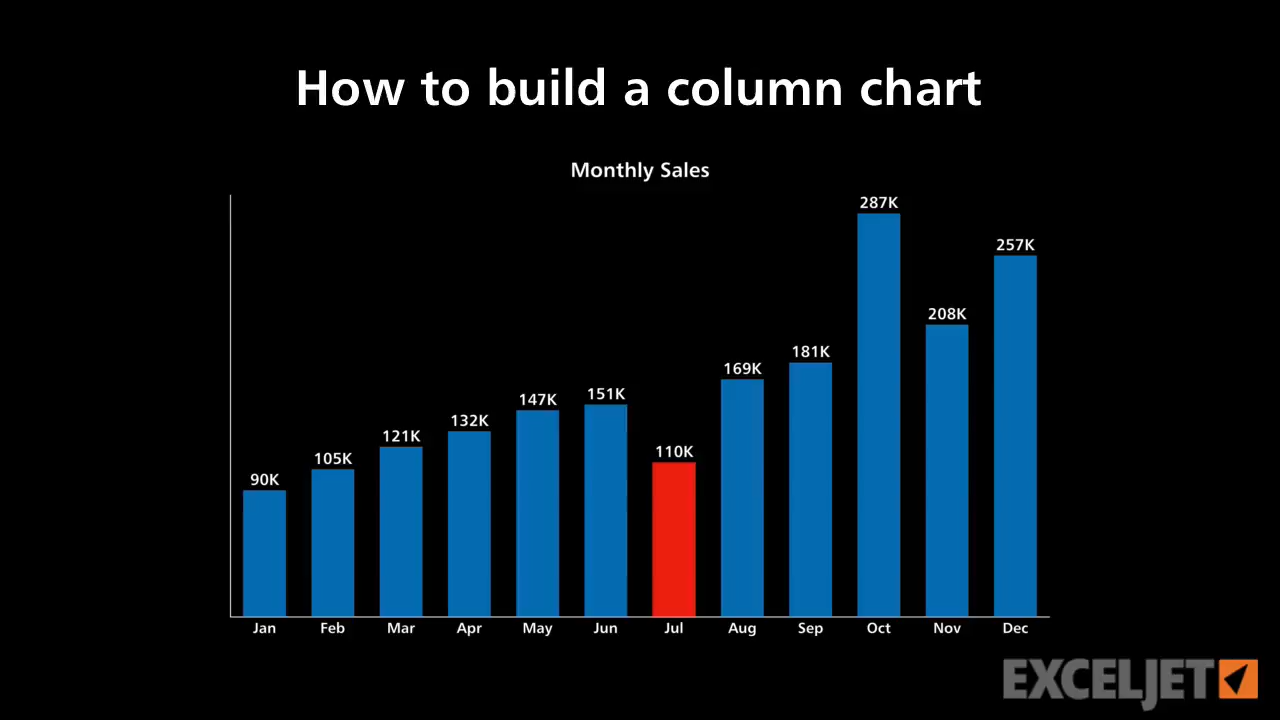 How to build a column chart
Monthly Sales
287K
257K
208K
181K
169K
151K
147K
132K
121K
110K
105K
90K
Jan Feb Mar Apr May Jun Jul Aug Sep Oct Nov Dec
EXCELJET